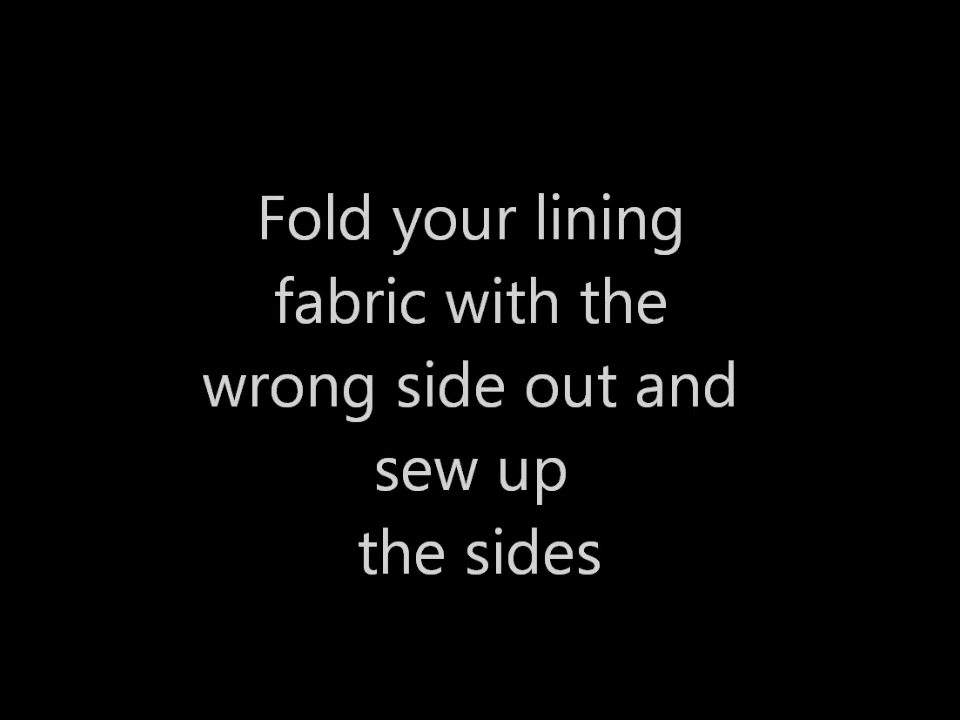 Fold your lining
fabric with the
wrong side out and
sew up
the sides